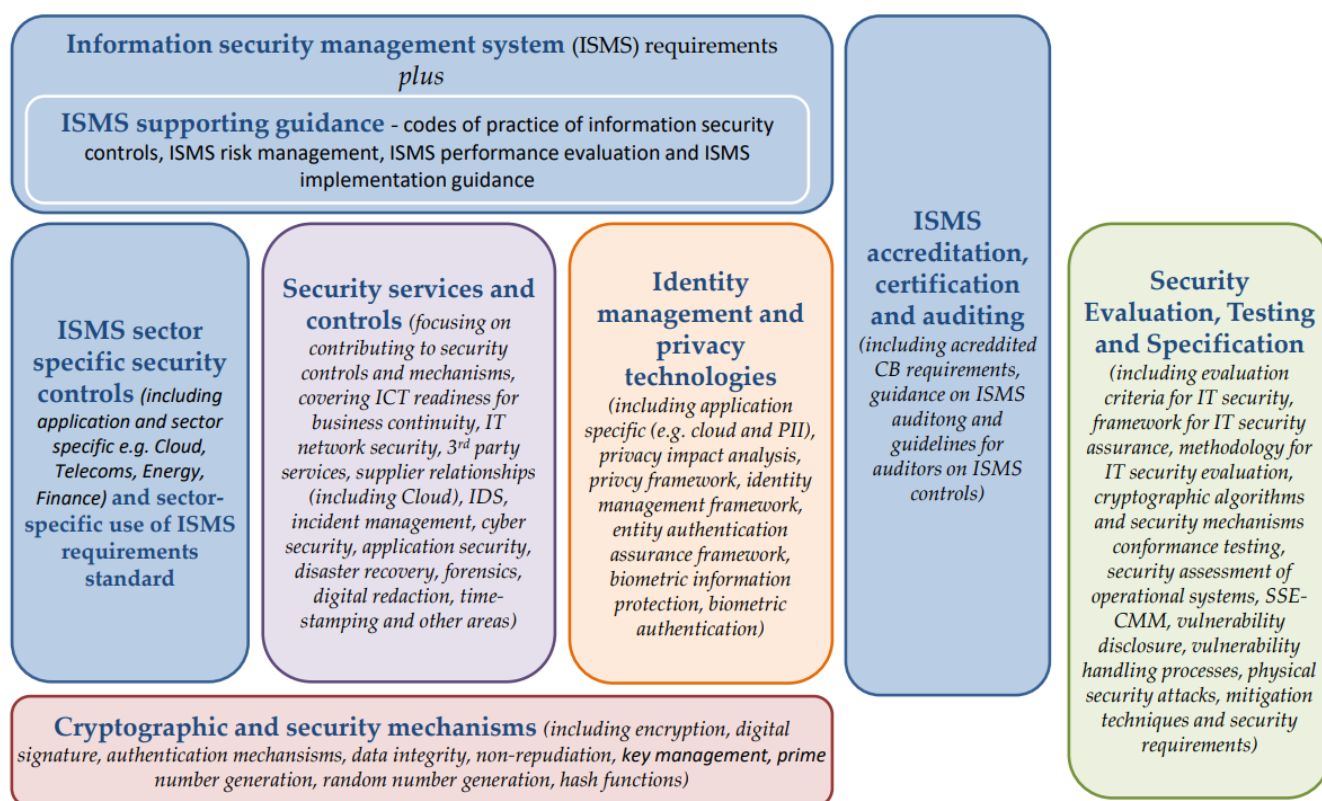 Information security management system (ISMS) requirements
plus
ISMS supporting guidance - codes of practice of information security
controls, ISMS risk management, ISMS performance evaluation and ISMS
implementation guidance
ISMS sector
specific security
controls (including
application and sector
specific e.g. Cloud,
Telecoms, Energy,
Finance) and sector-
specific use of ISMS
requirements
standard
Security services and
controls (focusing on
contributing to security
controls and mechanisms,
covering ICT readiness for
business continuity, IT
network security, 3rd party
services, supplier relationships
(including Cloud), IDS,
incident management, cyber
security, application security,
disaster recovery, forensics,
digital redaction, time-
stamping and other areas)
Identity
management and
privacy
technologies
(including application
specific (e.g. cloud and PII),
privacy impact analysis,
privcy framework, identity
management framework,
entity authentication
assurance framework,
biometric information
protection, biometric
authentication)
ISMS
accreditation,
certification
and auditing
(including acreddited
CB requirements,
guidance on ISMS
auditong and
guidelines for
auditors on ISMS
controls)
Security
Evaluation, Testing
and Specification
(including evaluation
criteria for IT security,
framework for IT security
assurance, methodology for
IT security evaluation,
cryptographic algorithms
and security mechanisms
conformance testing,
security assessment of
operational systems, SSE-
CMM, vulnerability
disclosure, vulnerability
handling processes, physical
security attacks, mitigation
techniques and security
requirements)
Cryptographic and security mechanisms (including encryption, digital
signature, authentication mechanisms, data integrity, non-repudiation, key management, prime
number generation, random number generation, hash functions)